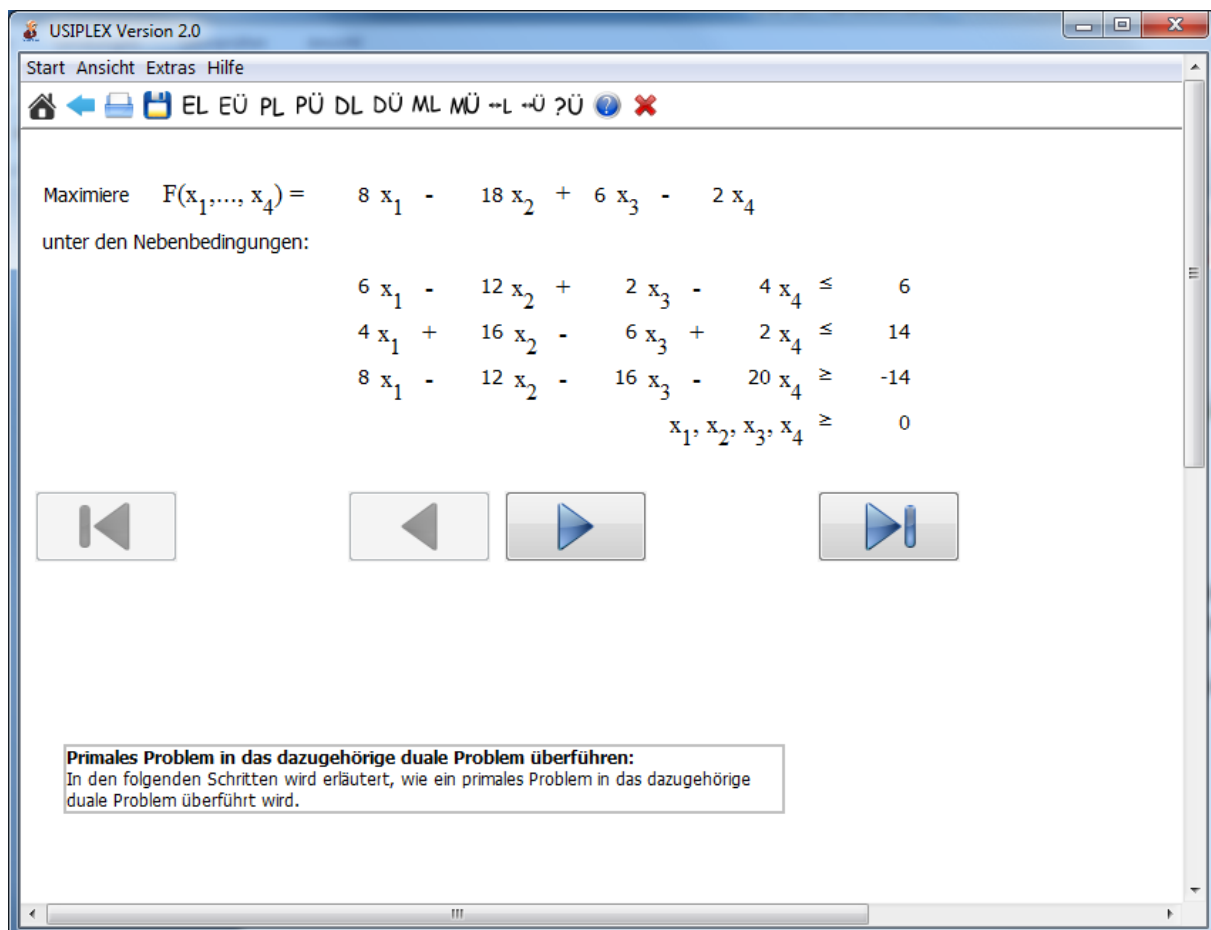 USIPLEX Version 2.0
Start Ansicht Extras Hilfe
EL EÜ PL PÜ DL DÜ ML MÜ ↔L ↔Ü ?Ü
Maximiere F(x₁,..., x₄) = 8 x₁ - 18 x₂ + 6 x₃ - 2 x₄
unter den Nebenbedingungen:
6 x₁ - 12 x₂ + 2 x₃ - 4 x₄ ≤ 6
4 x₁ + 16 x₂ - 6 x₃ + 2 x₄ ≤ 14
8 x₁ - 12 x₂ - 16 x₃ - 20 x₄ ≥ -14
x₁, x₂, x₃, x₄ ≥ 0
Primales Problem in das dazugehörige duale Problem überführen:
In den folgenden Schritten wird erläutert, wie ein primales Problem in das dazugehörige
duale Problem überführt wird.